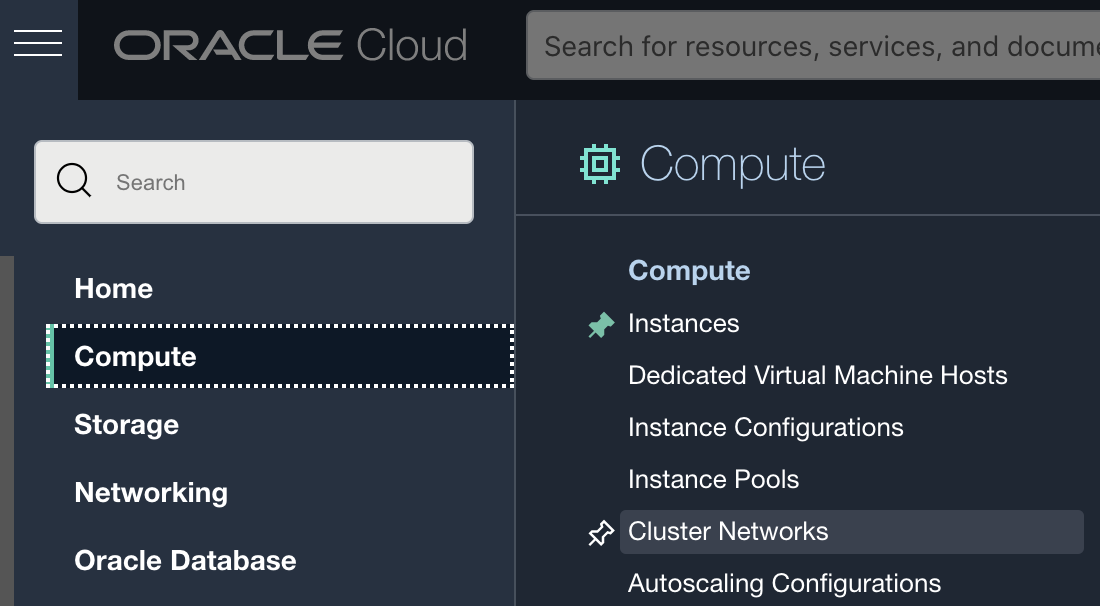 ORACLE Cloud
Search for resources, services, and docume
Search
Home
Compute
Storage
Networking
Oracle Database
Compute
Compute
Instances
Dedicated Virtual Machine Hosts
Instance Configurations
Instance Pools
Cluster Networks
Autoscaling Configurations